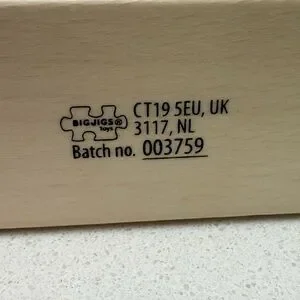 BIGJIGS®
Toys
CT19 5EU, UK
3117, NL
Batch no. 003759